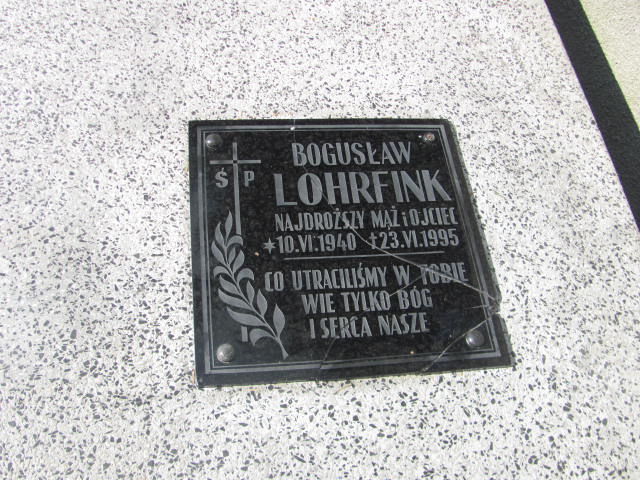 Ś P
BOGUSŁAW
LOHRFINK
NAJDROŻSZY MĄŻ i OJCIEC
*10.VI.1940 †23.VI.1995
CO UTRACILIŚMY W TOBIE
WIE TYLKO BÓG
I SERCA NASZE